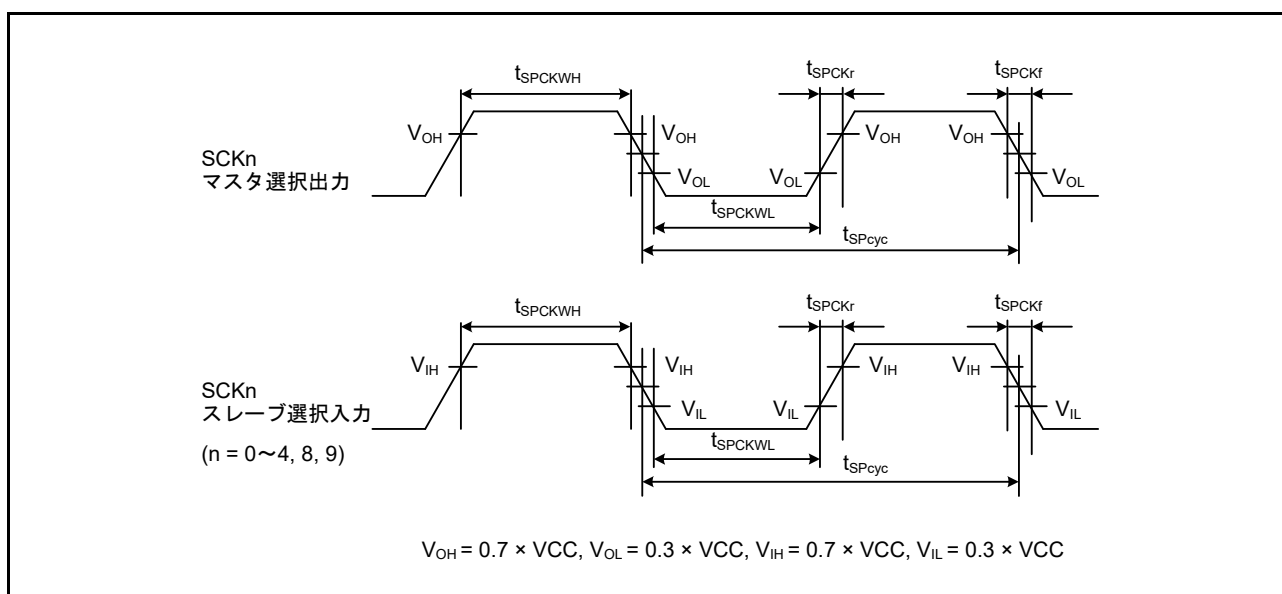 tSPCKWH
tSPCKr
tSPCKf
VOH
VOH
VOH
VOH
SCKn
マスタ選択出力
VOL
VOL
VOL
tSPCKWL
tSPcyc
tSPCKWH
tSPCKr
tSPCKf
VIH
VIH
VIH
VIH
SCKn
スレーブ選択入力
VIL
VIL
VIL
(n = 0～4, 8, 9)
tSPCKWL
tSPcyc
VOH = 0.7 × VCC, VOL = 0.3 × VCC, VIH = 0.7 × VCC, VIL = 0.3 × VCC